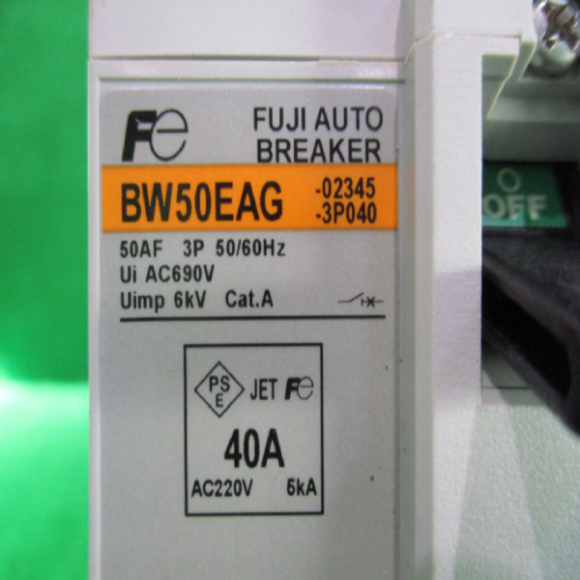 Fe
FUJI AUTO
BREAKER
BW50EAG
-02345
-3P040
50AF 3P 50/60Hz
Ui AC690V
Uimp 6kV Cat.A
PS
E
JET Fe
40A
AC220V 5kA
OFF